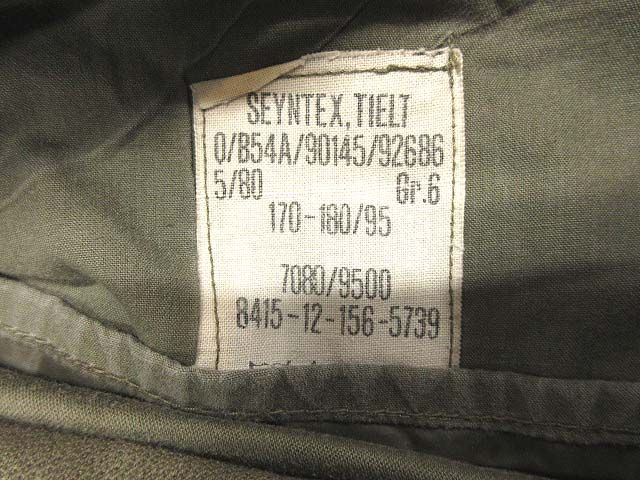 SEYNTEX, TIELT
0/B54A/90145/92686
5/80 Gr.6
170-180/95
7080/9500
8415-12-156-5739